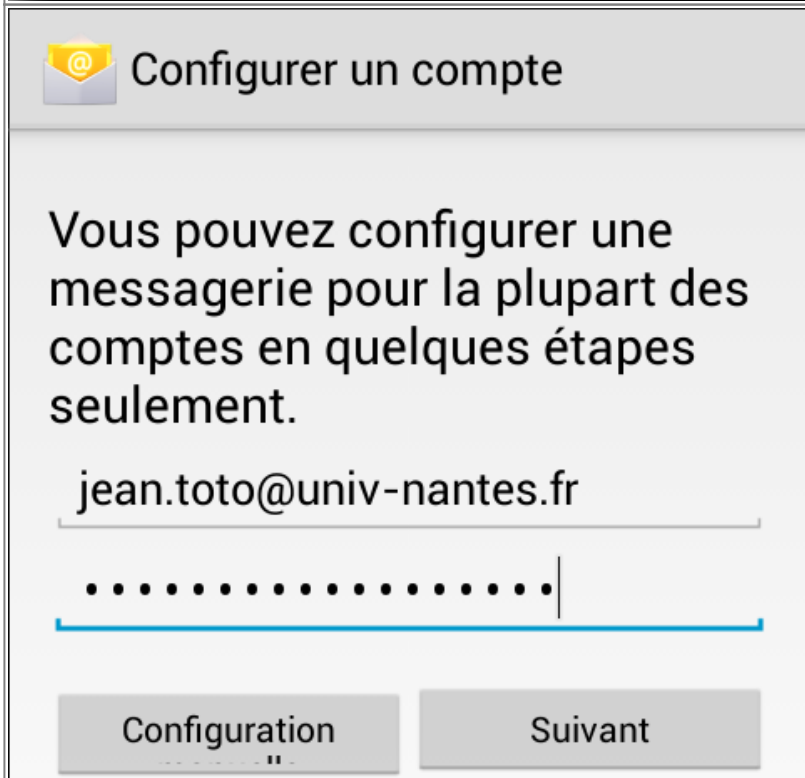 @
Configurer un compte
Vous pouvez configurer une
messagerie pour la plupart des
comptes en quelques étapes
seulement.
jean.toto@univ-nantes.fr
••••••••••••••••••
Configuration
Suivant